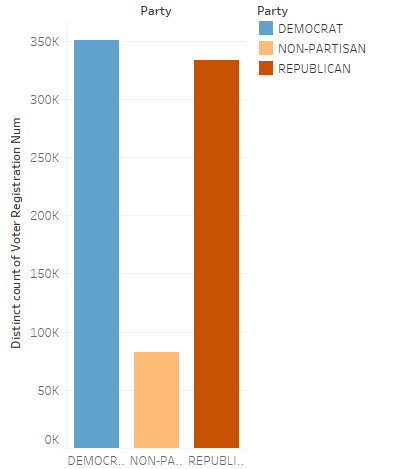 Party
Party
DEMOCRAT
NON-PARTISAN
REPUBLICAN
350K
300K
250K
200K
150K
100K
50K
0K
Distinct count of Voter Registration Num
DEMOCR.. NON-PA.. REPUBLI..